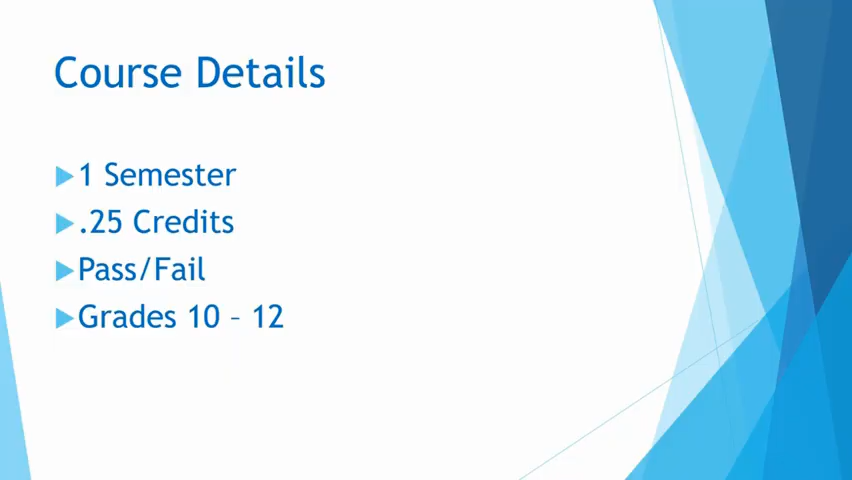 Course Details
1 Semester
.25 Credits
Pass/Fail
Grades 10 – 12